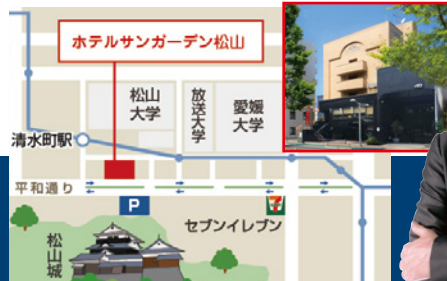 ホテルサンガーデン松山
松山
大学
放送大学
愛媛
大学
清水町駅
平和通り
P
7
セブンイレブン
松山城